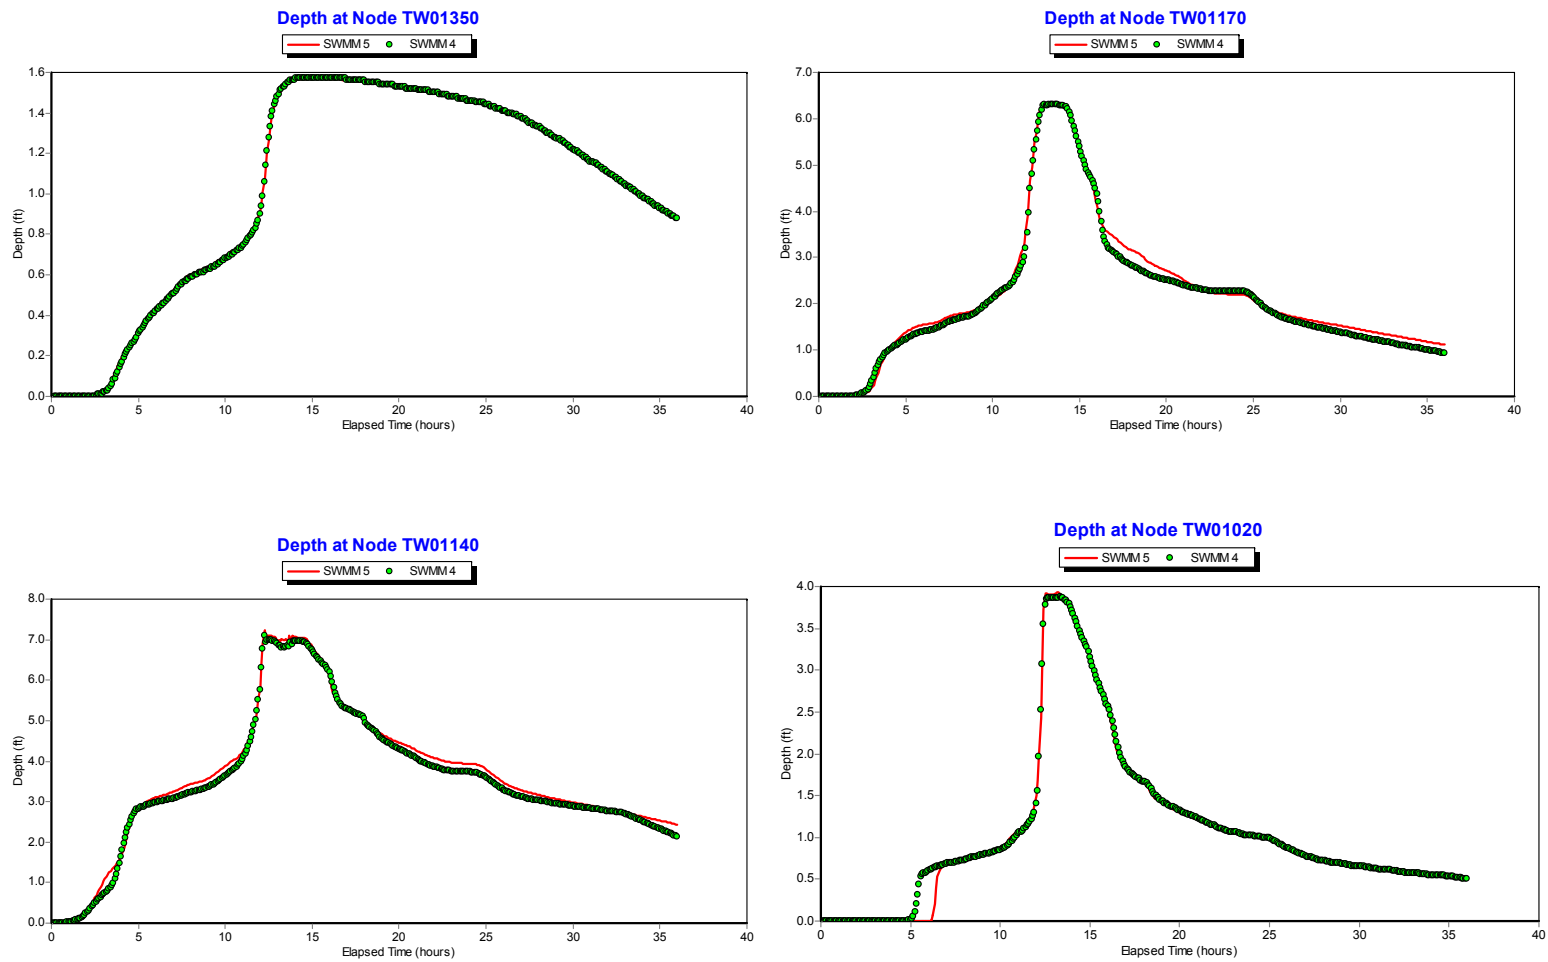 Depth at Node TW01350
SWMM 5 SWMM 4
1.6
1.4
1.2
1.0
0.8
0.6
0.4
0.2
0.0
Depth (ft)
0 5 10 15 20 25 30 35 40
Elapsed Time (hours)
Depth at Node TW01170
SWMM 5 SWMM 4
7.0
6.0
5.0
4.0
3.0
2.0
1.0
0.0
Depth (ft)
0 5 10 15 20 25 30 35 40
Elapsed Time (hours)
Depth at Node TW01140
SWMM 5 SWMM 4
8.0
7.0
6.0
5.0
4.0
3.0
2.0
1.0
0.0
Depth (ft)
0 5 10 15 20 25 30 35 40
Elapsed Time (hours)
Depth at Node TW01020
SWMM 5 SWMM 4
4.0
3.5
3.0
2.5
2.0
1.5
1.0
0.5
0.0
Depth (ft)
0 5 10 15 20 25 30 35 40
Elapsed Time (hours)